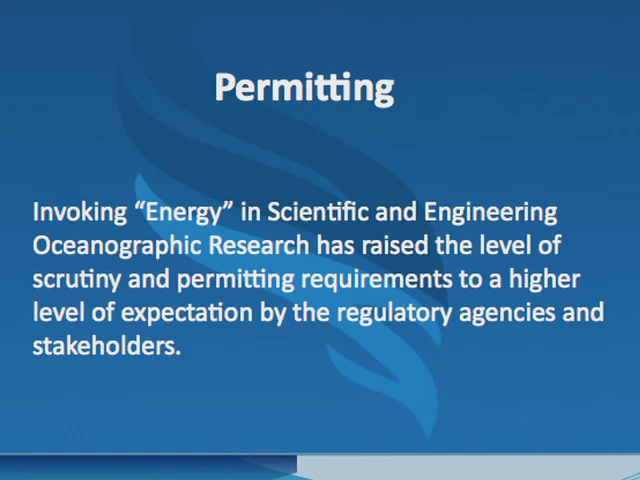 Permitting
Invoking “Energy” in Scientific and Engineering
Oceanographic Research has raised the level of
scrutiny and permitting requirements to a higher
level of expectation by the regulatory agencies and
stakeholders.